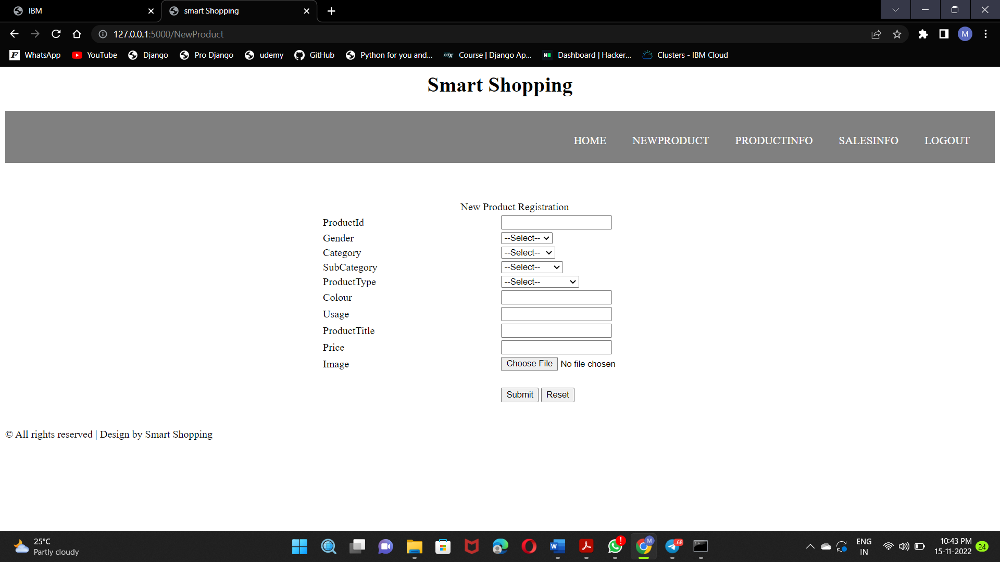 IBM
smart Shopping
127.0.0.1:5000/NewProduct
M
WhatsApp YouTube Django Pro Django udemy GitHub Python for you and... edX Course | Django Ap... Dashboard | Hacker... Clusters - IBM Cloud
Smart Shopping
HOME NEWPRODUCT PRODUCTINFO SALESINFO LOGOUT
New Product Registration
ProductId
Gender --Select--
Category --Select--
SubCategory --Select--
ProductType --Select--
Colour
Usage
ProductTitle
Price
Image Choose File No file chosen
Submit Reset
© All rights reserved | Design by Smart Shopping
25°C
Partly cloudy
ENG
IN
10:43 PM
15-11-2022
24